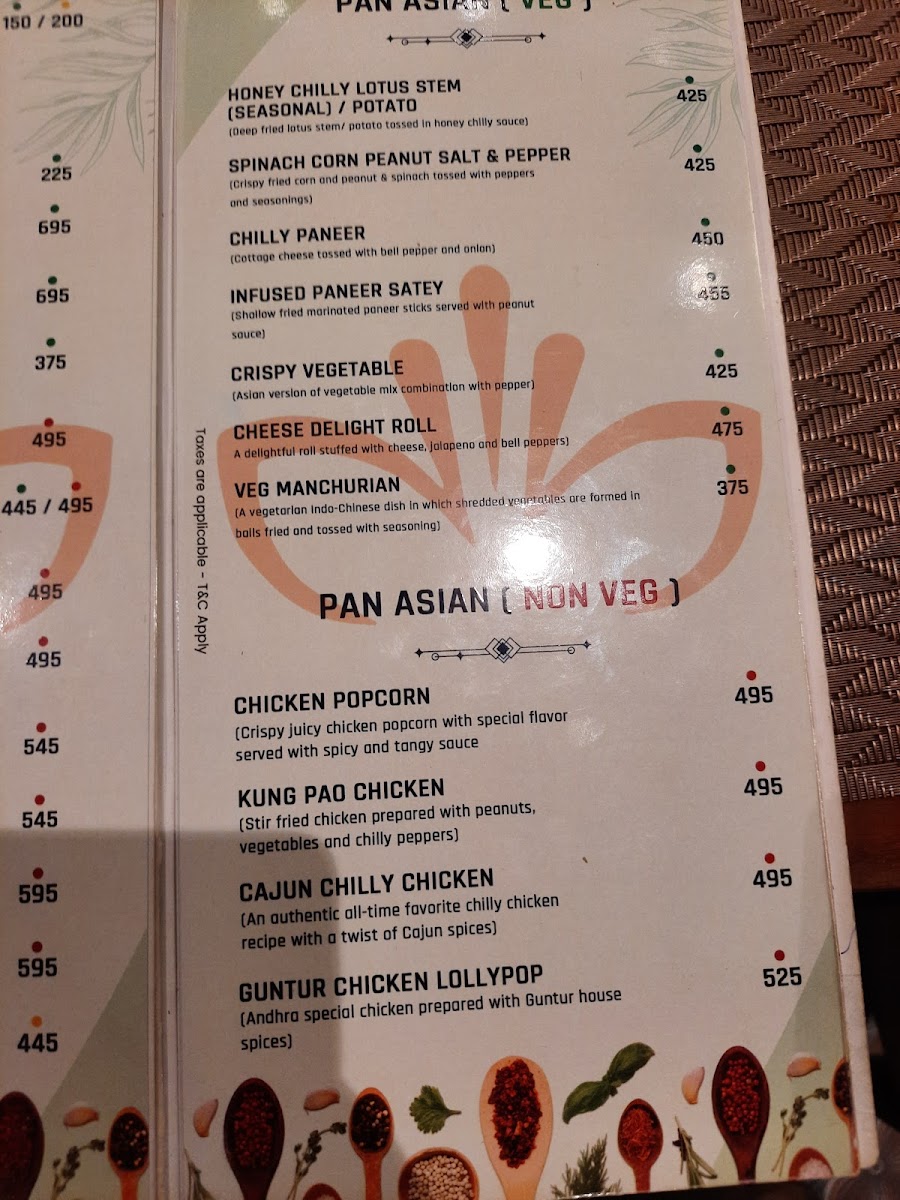 150 / 200
225
695
695
375
495
445 / 495
495
495
545
545
595
595
445
Taxes are applicable - T&C Apply
PAN ASIAN ( VEG )
HONEY CHILLY LOTUS STEM
(SEASONAL) / POTATO
425
(Deep fried lotus stem/ potato tossed in honey chilly sauce)
SPINACH CORN PEANUT SALT & PEPPER
425
(Crispy fried corn and peanut & spinach tossed with peppers
and seasonings)
CHILLY PANEER
450
(Cottage cheese tossed with bell pepper and onion)
INFUSED PANEER SATEY
455
(Shallow fried marinated paneer sticks served with peanut
sauce)
CRISPY VEGETABLE
425
(Asian version of vegetable mix combination with pepper)
CHEESE DELIGHT ROLL
475
A delightful roll stuffed with cheese, jalapeno and bell peppers)
VEG MANCHURIAN
375
(A vegetarian Indo-Chinese dish in which shredded vegetables are formed in
balls fried and tossed with seasoning)
PAN ASIAN ( NON VEG )
CHICKEN POPCORN
495
(Crispy juicy chicken popcorn with special flavor
served with spicy and tangy sauce
KUNG PAO CHICKEN
495
(Stir fried chicken prepared with peanuts,
vegetables and chilly peppers)
CAJUN CHILLY CHICKEN
495
(An authentic all-time favorite chilly chicken
recipe with a twist of Cajun spices)
GUNTUR CHICKEN LOLLYPOP
525
(Andhra special chicken prepared with Guntur house
spices)